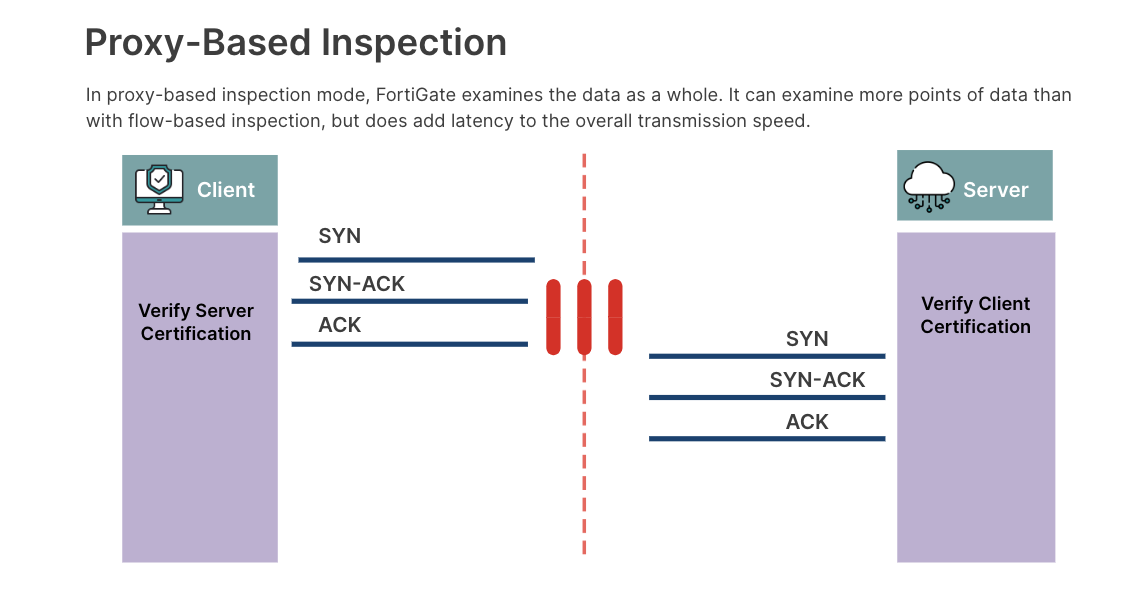 Proxy-Based Inspection
In proxy-based inspection mode, FortiGate examines the data as a whole. It can examine more points of data than
with flow-based inspection, but does add latency to the overall transmission speed.
Client
Server
SYN
SYN-ACK
ACK
Verify Server
Certification
Verify Client
Certification
SYN
SYN-ACK
ACK